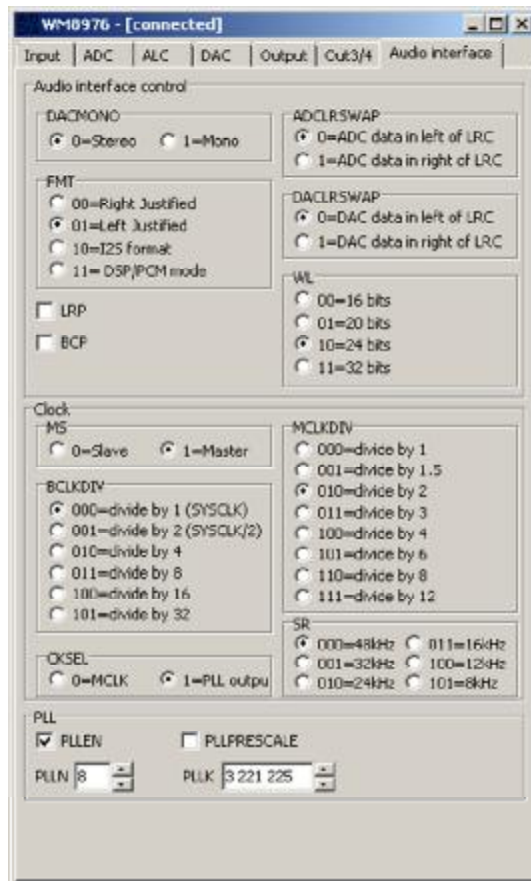 WM8976 - [connected]
Input ADC ALC DAC Output Out3/4 Audio interface
Audio interface control
DACMONO
0=Stereo 1=Mono
FMT
00=Right Justified
01=Left Justified
10=I2S format
11= DSP/PCM mode
LRP
BCP
ADCLRSWAP
0=ADC data in left of LRC
1=ADC data in right of LRC
DACLRSWAP
0=DAC data in left of LRC
1=DAC data in right of LRC
WL
00=16 bits
01=20 bits
10=24 bits
11=32 bits
Clock
MS
0=Slave 1=Master
BCLKDIV
000=divide by 1 (SYSCLK)
001=divide by 2 (SYSCLK/2)
010=divide by 4
011=divide by 8
100=divide by 16
101=divide by 32
CKSEL
0=MCLK 1=PLL outpu
MCLKDIV
000=divide by 1
001=divide by 1.5
010=divide by 2
011=divide by 3
100=divide by 4
101=divide by 6
110=divide by 8
111=divide by 12
SR
000=48kHz 011=16kHz
001=32kHz 100=12kHz
010=24kHz 101=8kHz
PLL
PLLEN PLLPRESCALE
PLLN 8 PLLK 3 221 225